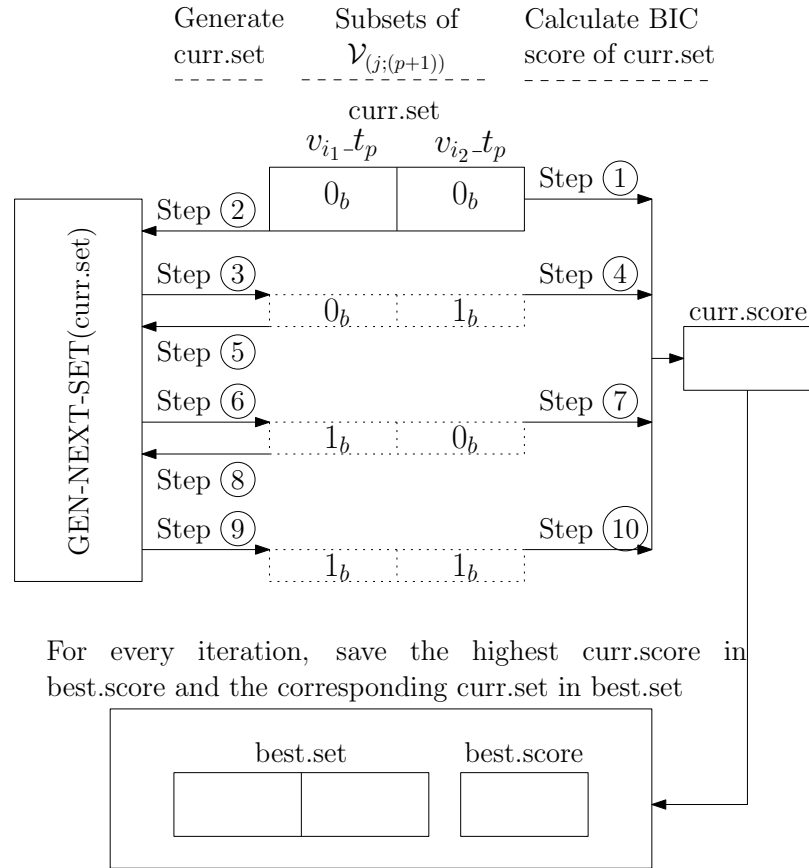 Generate Subsets of Calculate BIC
curr.set 𝒱(j;(p+1)) score of curr.set
curr.set
v_{i_1}_t_p v_{i_2}_t_p
0_b 0_b
Step 1
Step 2
Step 3
Step 4
0_b 1_b
curr.score
Step 5
Step 6
Step 7
1_b 0_b
Step 8
Step 9
Step 10
1_b 1_b
GEN-NEXT-SET(curr.set)
For every iteration, save the highest curr.score in
best.score and the corresponding curr.set in best.set
best.set best.score